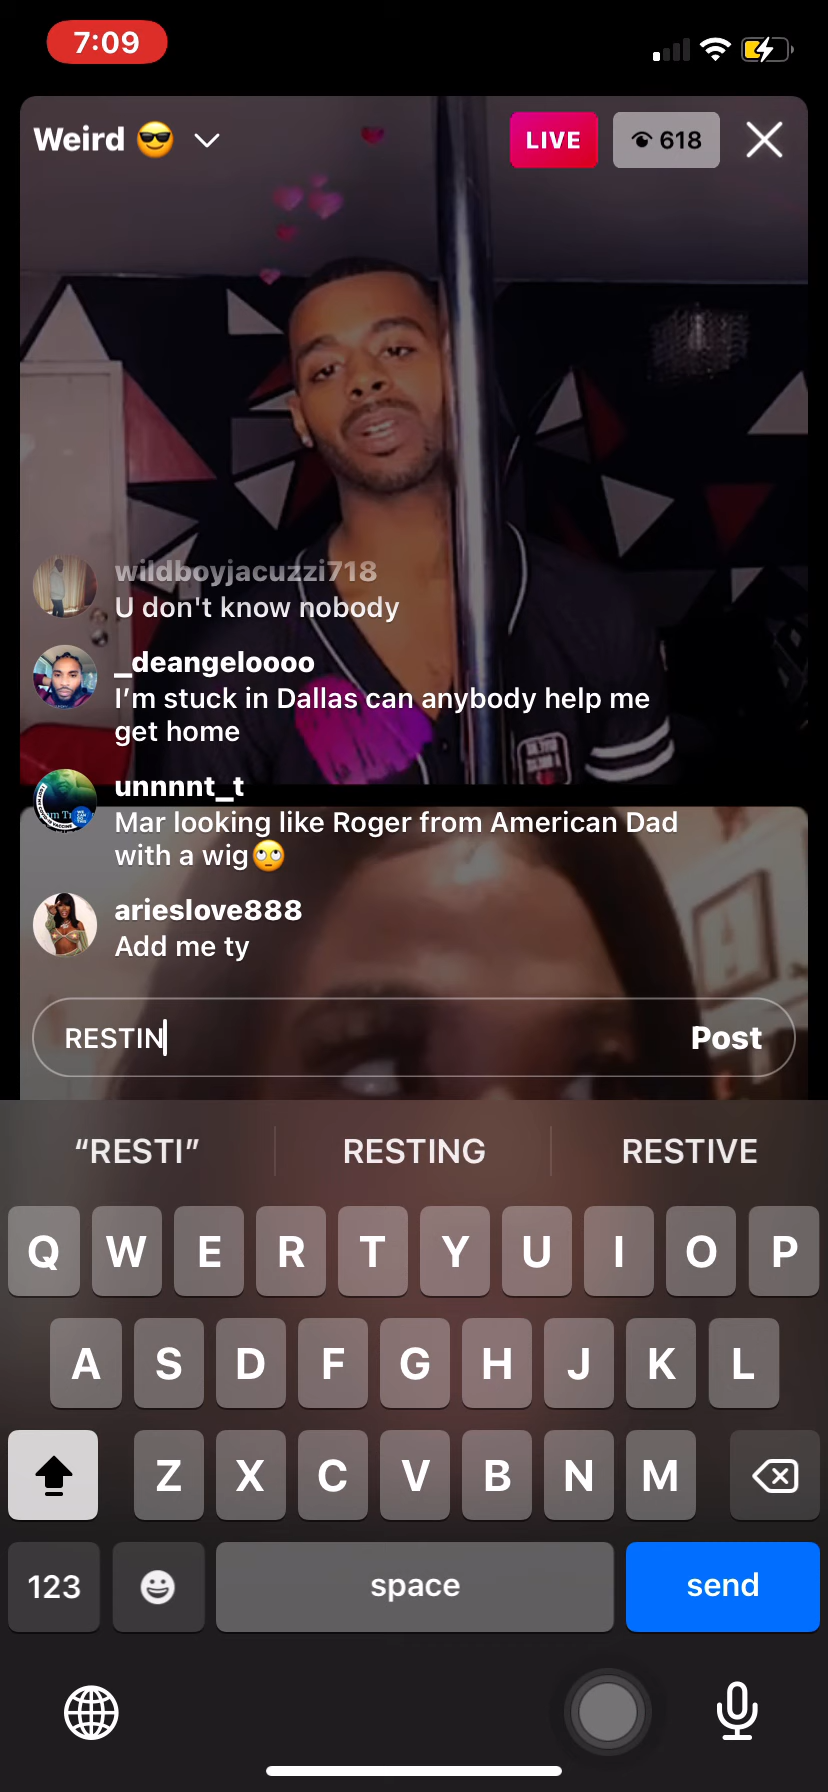 7:09
Weird 😎
LIVE
618
wildboyjacuzzi718
U don't know nobody
_deangeloooo
I'm stuck in Dallas can anybody help me
get home
unnnnt_t
Mar looking like Roger from American Dad
with a wig🙄
arieslove888
Add me ty
RESTIN
Post
“RESTI” RESTING RESTIVE
Q W E R T Y U I O P
A S D F G H J K L
Z X C V B N M
123 space send